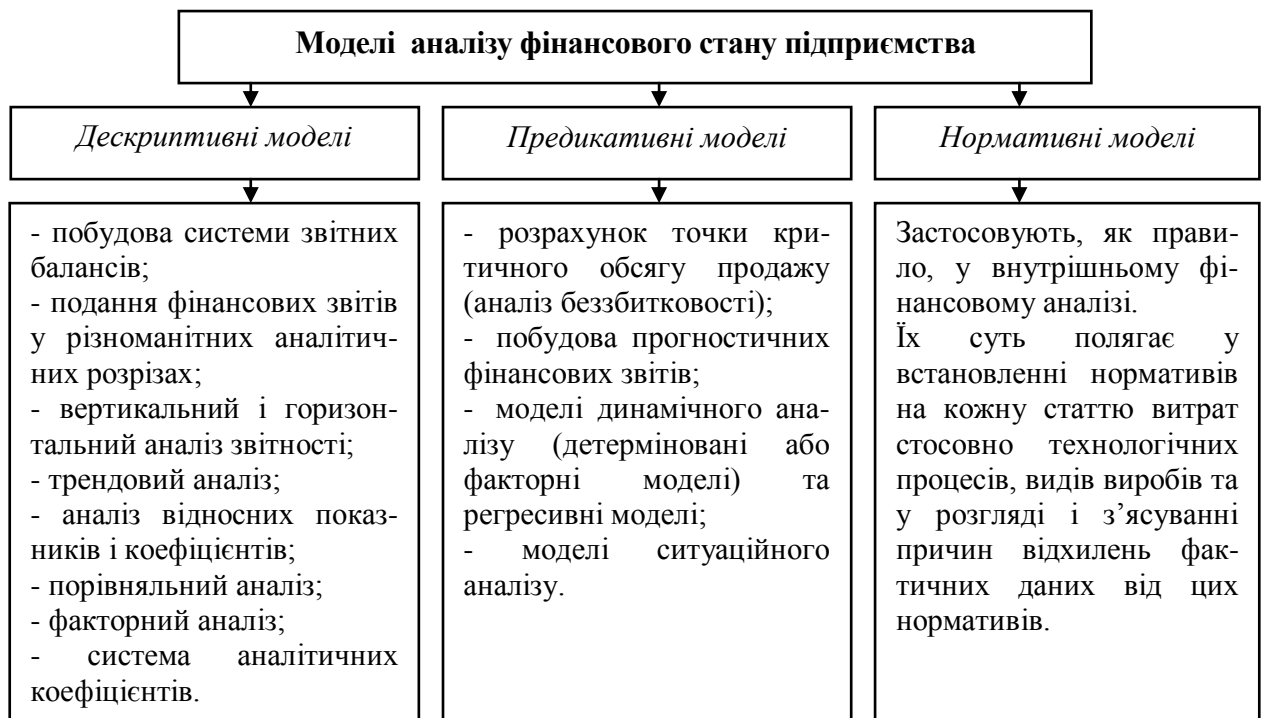 Моделі аналізу фінансового стану підприємства
Дескриптивні моделі
- побудова системи звітних
балансів;
- подання фінансових звітів
у різноманітних аналітич-
них розрізах;
- вертикальний і горизон-
тальний аналіз звітності;
- трендовий аналіз;
- аналіз відносних показ-
ників і коефіцієнтів;
- порівняльний аналіз;
- факторний аналіз;
- система аналітичних
коефіцієнтів.
Предикативні моделі
- розрахунок точки кри-
тичного обсягу продажу
(аналіз беззбитковості);
- побудова прогностичних
фінансових звітів;
- моделі динамічного ана-
лізу (детерміновані або
факторні моделі) та
регресивні моделі;
- моделі ситуаційного
аналізу.
Нормативні моделі
Застосовують, як прави-
ло, у внутрішньому фі-
нансовому аналізі.
Їх суть полягає у
встановленні нормативів
на кожну статтю витрат
стосовно технологічних
процесів, видів виробів та
у розгляді і з’ясуванні
причин відхилень фак-
тичних даних від цих
нормативів.